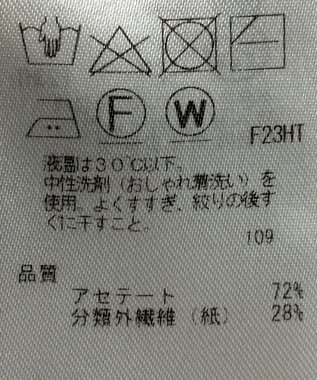 F
W
F23HT
液温は30℃以下。
中性洗剤（おしゃれ着洗い）を
使用。よくすすぎ、絞りの後す
ぐに干すこと。
109
品質
アセテート 72%
分類外繊維（紙） 28%